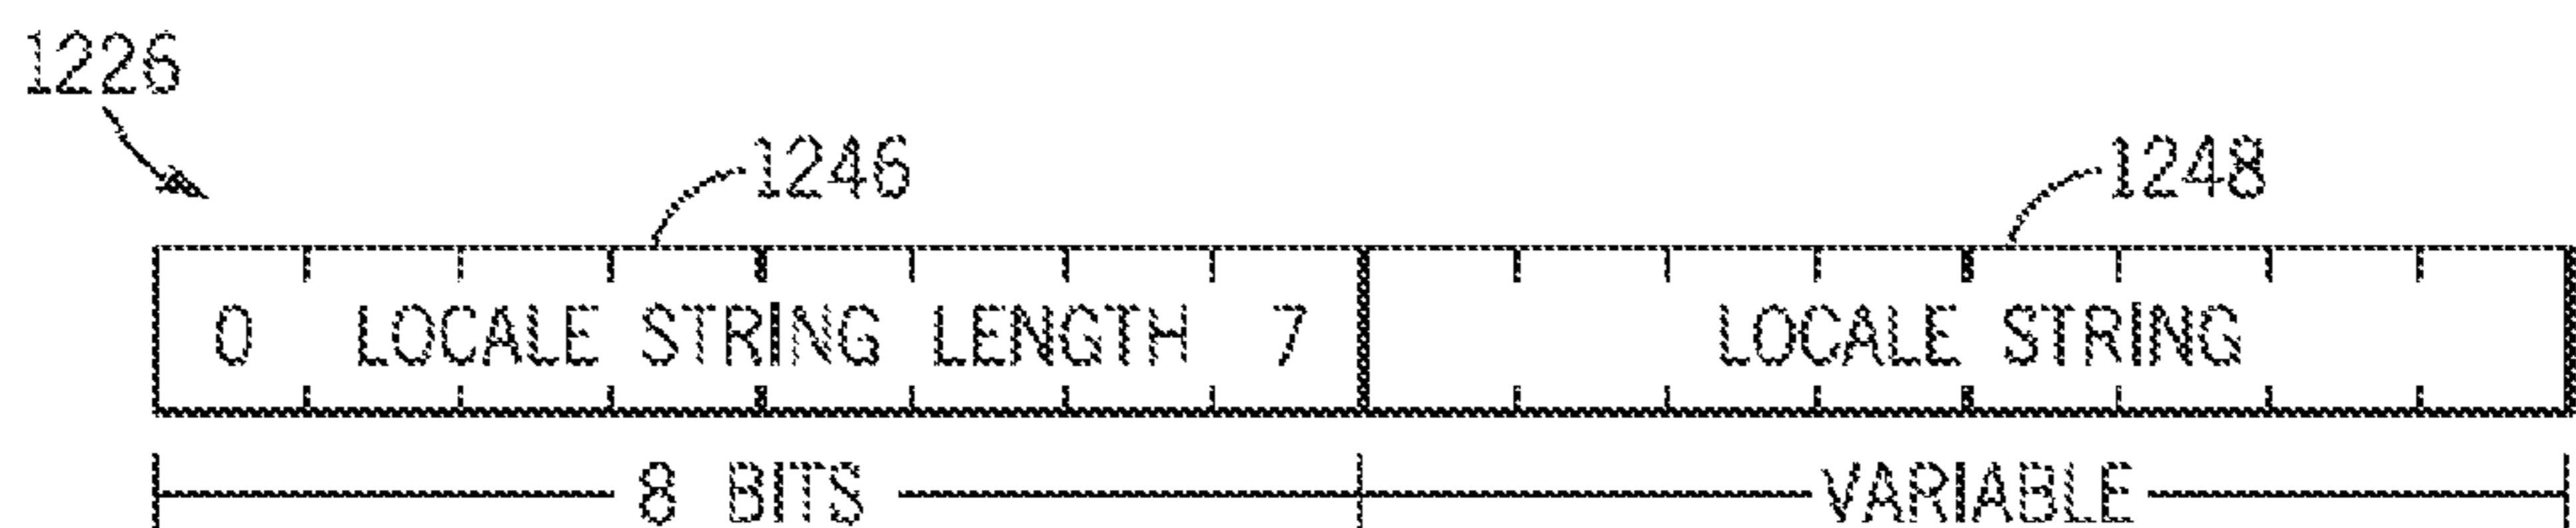 1226
1246 1248
0 LOCALE STRING LENGTH 7 LOCALE STRING
8 BITS VARIABLE